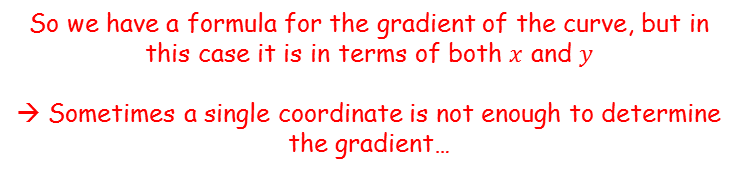 So we have a formula for the gradient of the curve, but in
this case it is in terms of both 𝑥 and 𝑦
→ Sometimes a single coordinate is not enough to determine
the gradient…